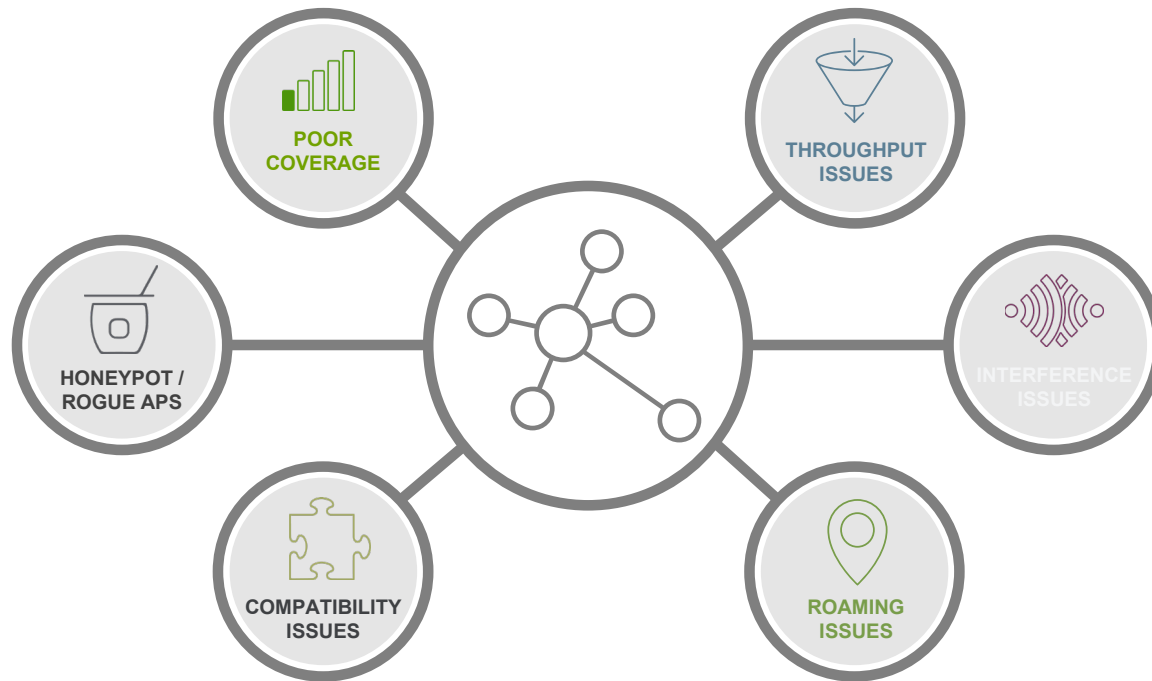 POOR
COVERAGE
THROUGHPUT
ISSUES
HONEYPOT /
ROGUE APS
INTERFERENCE
ISSUES
COMPATIBILITY
ISSUES
ROAMING
ISSUES